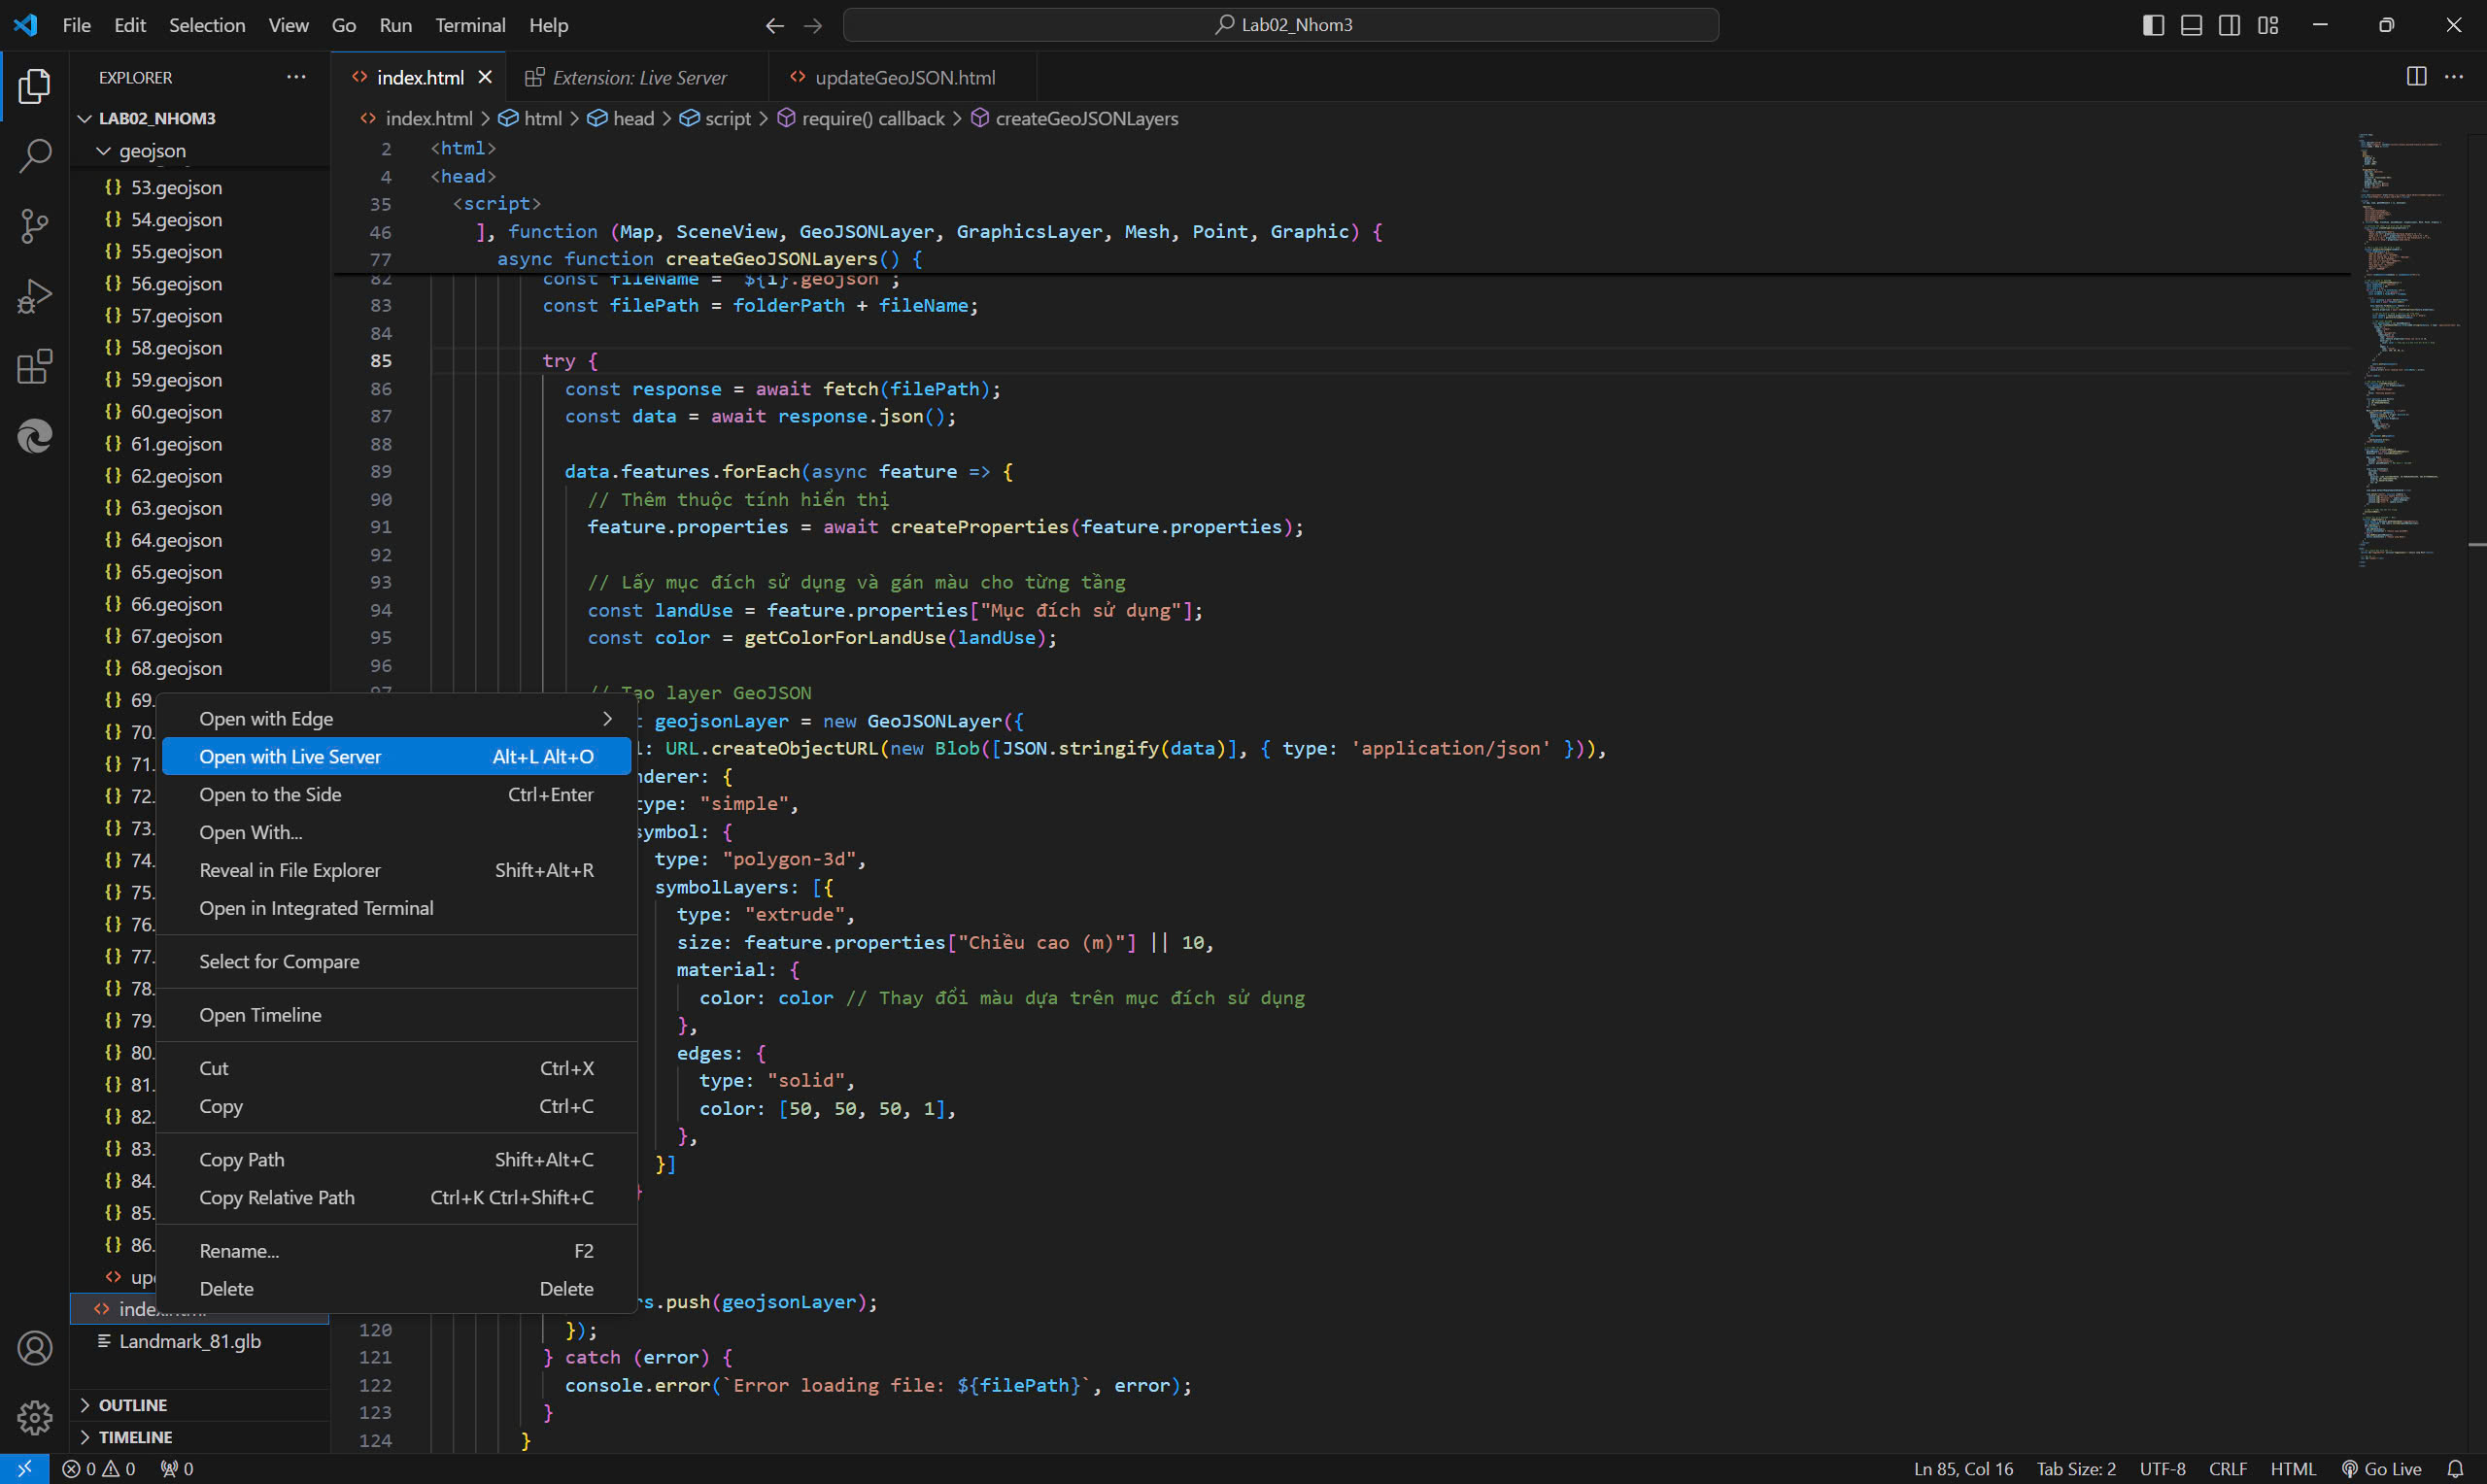 File Edit Selection View Go Run Terminal Help
Lab02_Nhom3
EXPLORER
index.html
Extension: Live Server
updateGeoJSON.html
LAB02_NHOM3
geojson
53.geojson
54.geojson
55.geojson
56.geojson
57.geojson
58.geojson
59.geojson
60.geojson
61.geojson
62.geojson
63.geojson
64.geojson
65.geojson
66.geojson
67.geojson
68.geojson
69.
70.
71.
72.
73.
74.
75.
76.
77.
78.
79.
80.
81.
82.
83.
84.
85.
86.
Landmark_81.glb
OUTLINE
TIMELINE
Open with Edge
Open with Live Server Alt+L Alt+O
Open to the Side Ctrl+Enter
Open With...
Reveal in File Explorer Shift+Alt+R
Open in Integrated Terminal
Select for Compare
Open Timeline
Cut Ctrl+X
Copy Ctrl+C
Copy Path Shift+Alt+C
Copy Relative Path Ctrl+K Ctrl+Shift+C
Rename... F2
Delete Delete
index.html > html > head > script > require() callback > createGeoJSONLayers
2 <html>
4 <head>
35 <script>
46 ], function (Map, SceneView, GeoJSONLayer, GraphicsLayer, Mesh, Point, Graphic) {
77 async function createGeoJSONLayers() {
82 const fileName = `${i}.geojson`;
83 const filePath = folderPath + fileName;
84
85 try {
86 const response = await fetch(filePath);
87 const data = await response.json();
88
89 data.features.forEach(async feature => {
90 // Thêm thuộc tính hiển thị
91 feature.properties = await createProperties(feature.properties);
92
93 // Lấy mục đích sử dụng và gán màu cho từng tầng
94 const landUse = feature.properties["Mục đích sử dụng"];
95 const color = getColorForLandUse(landUse);
96
97 // Tạo layer GeoJSON
geojsonLayer = new GeoJSONLayer({
: URL.createObjectURL(new Blob([JSON.stringify(data)], { type: 'application/json' })),
nderer: {
type: "simple",
symbol: {
type: "polygon-3d",
symbolLayers: [{
type: "extrude",
size: feature.properties["Chiều cao (m)"] || 10,
material: {
color: color // Thay đổi màu dựa trên mục đích sử dụng
},
edges: {
type: "solid",
color: [50, 50, 50, 1],
},
}]
}
s.push(geojsonLayer);
120 });
121 } catch (error) {
122 console.error(`Error loading file: ${filePath}`, error);
123 }
124 }
0 0 0
Ln 85, Col 16 Tab Size: 2 UTF-8 CRLF HTML Go Live